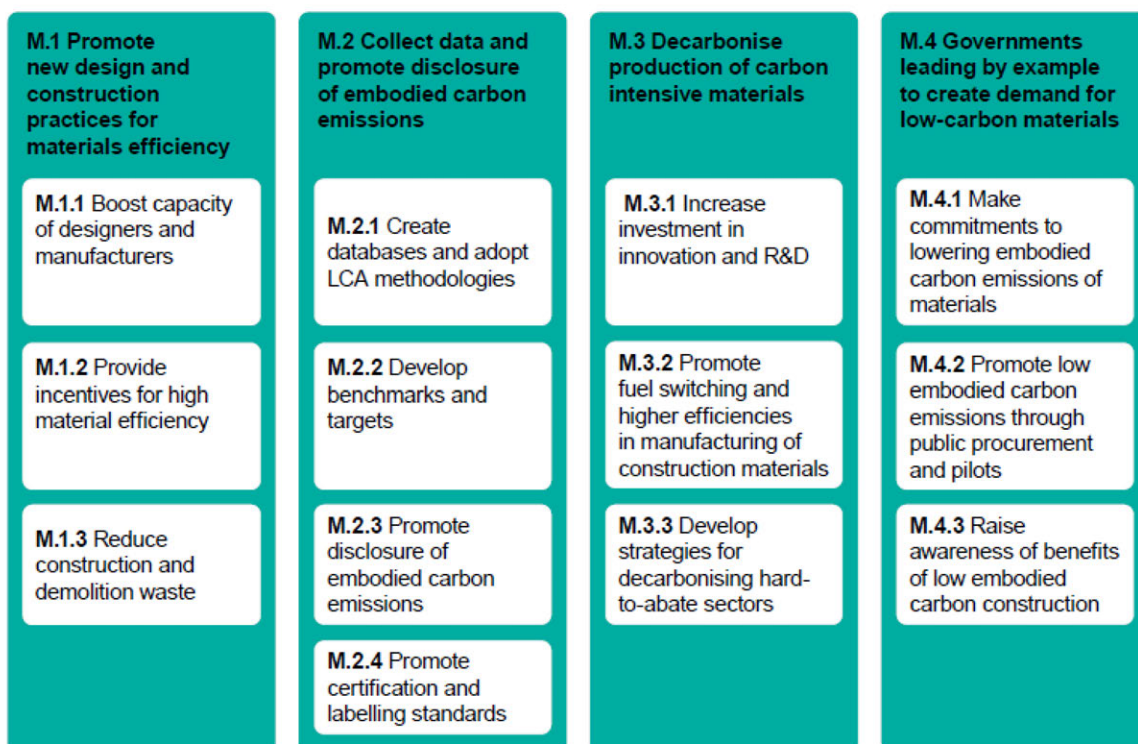 M.1 Promote
new design and
construction
practices for
materials efficiency
M.1.1 Boost capacity
of designers and
manufacturers
M.1.2 Provide
incentives for high
material efficiency
M.1.3 Reduce
construction and
demolition waste
M.2 Collect data and
promote disclosure
of embodied carbon
emissions
M.2.1 Create
databases and adopt
LCA methodologies
M.2.2 Develop
benchmarks and
targets
M.2.3 Promote
disclosure of
embodied carbon
emissions
M.2.4 Promote
certification and
labelling standards
M.3 Decarbonise
production of carbon
intensive materials
M.3.1 Increase
investment in
innovation and R&D
M.3.2 Promote
fuel switching and
higher efficiencies
in manufacturing of
construction materials
M.3.3 Develop
strategies for
decarbonising hard-
to-abate sectors
M.4 Governments
leading by example
to create demand for
low-carbon materials
M.4.1 Make
commitments to
lowering embodied
carbon emissions of
materials
M.4.2 Promote low
embodied carbon
emissions through
public procurement
and pilots
M.4.3 Raise
awareness of benefits
of low embodied
carbon construction